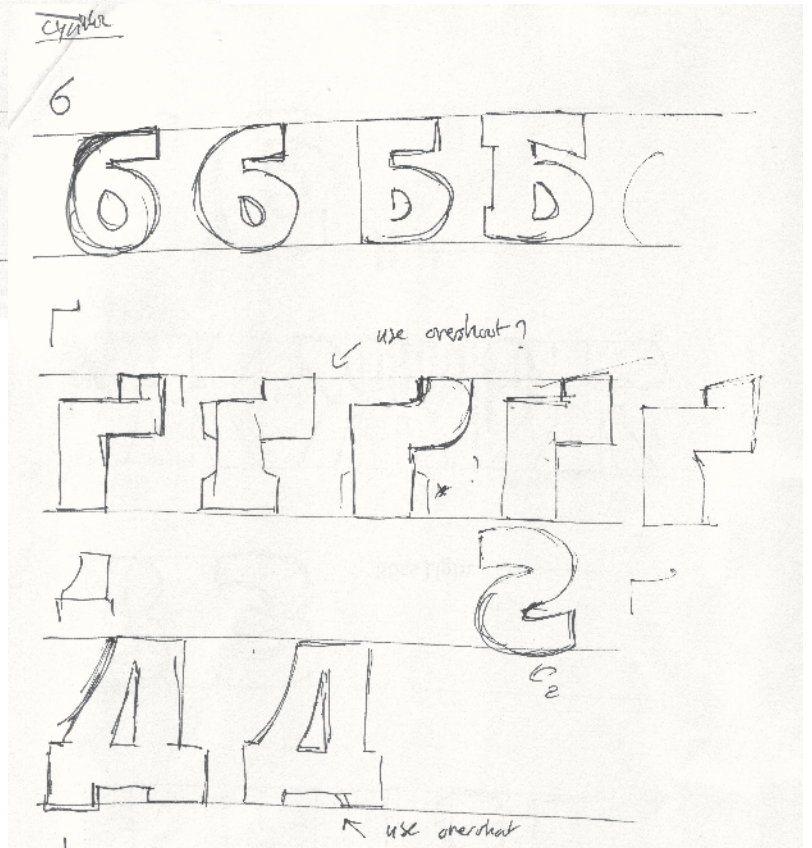 б
б б Б Б
Г
use overshoot?
Г Г Г Г Г
Д
Д Д
use overshoot